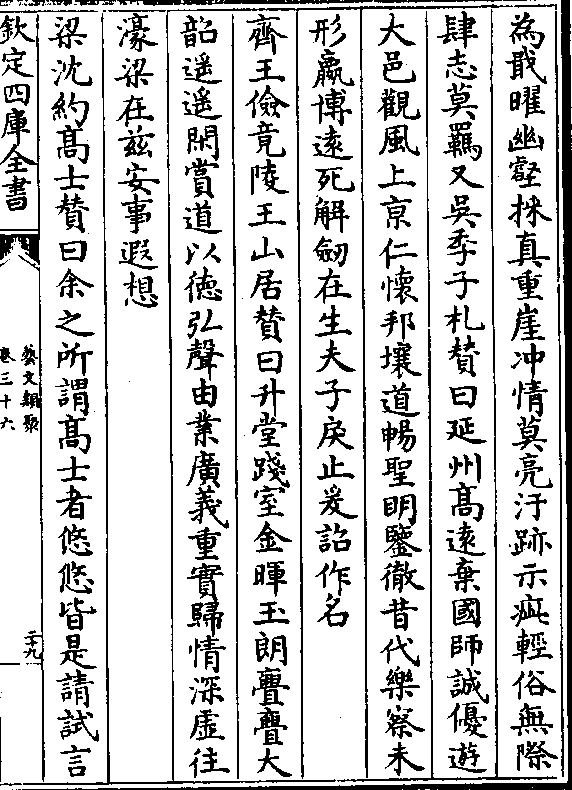 為戢曜幽壑採真重崖冲情莫亮汙跡示疵輕俗無際
肆志莫羈又吳季子札賛曰延州髙逺棄國師誠優遊
大邑觀風上京仁懷邦壤道暢聖明鑒徹昔代樂察未
形嬴博逺死解劒在生夫子戾止爰詔作名
齊王儉竟陵王山居賛曰升堂踐室金暉玉朗亹亹大
韶遥遥閑賞道以徳弘聲由業廣義重實歸情深虛往
濠梁在兹安事遐想
梁沈約髙士賛曰余之所謂髙士者悠悠皆是請試言
欽定四庫全書
藝文類聚
卷三十六
二十九